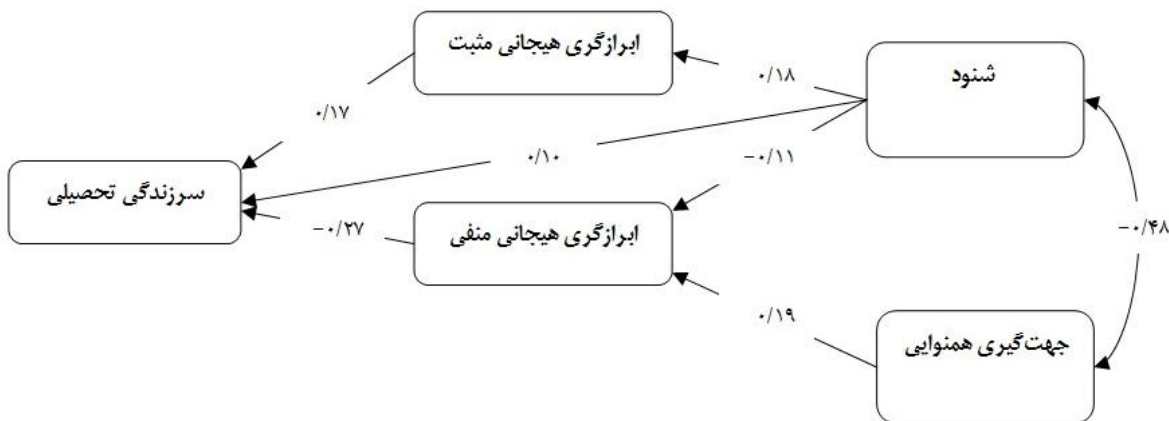 ابرازگری هیجانی مثبت
شنود
۰/۱۸
۰/۱۷
۰/۱۰
−۰/۱۱
سرزندگی تحصیلی
ابرازگری هیجانی منفی
−۰/۲۷
−۰/۴۸
۰/۱۹
جهت‌گیری همنوایی